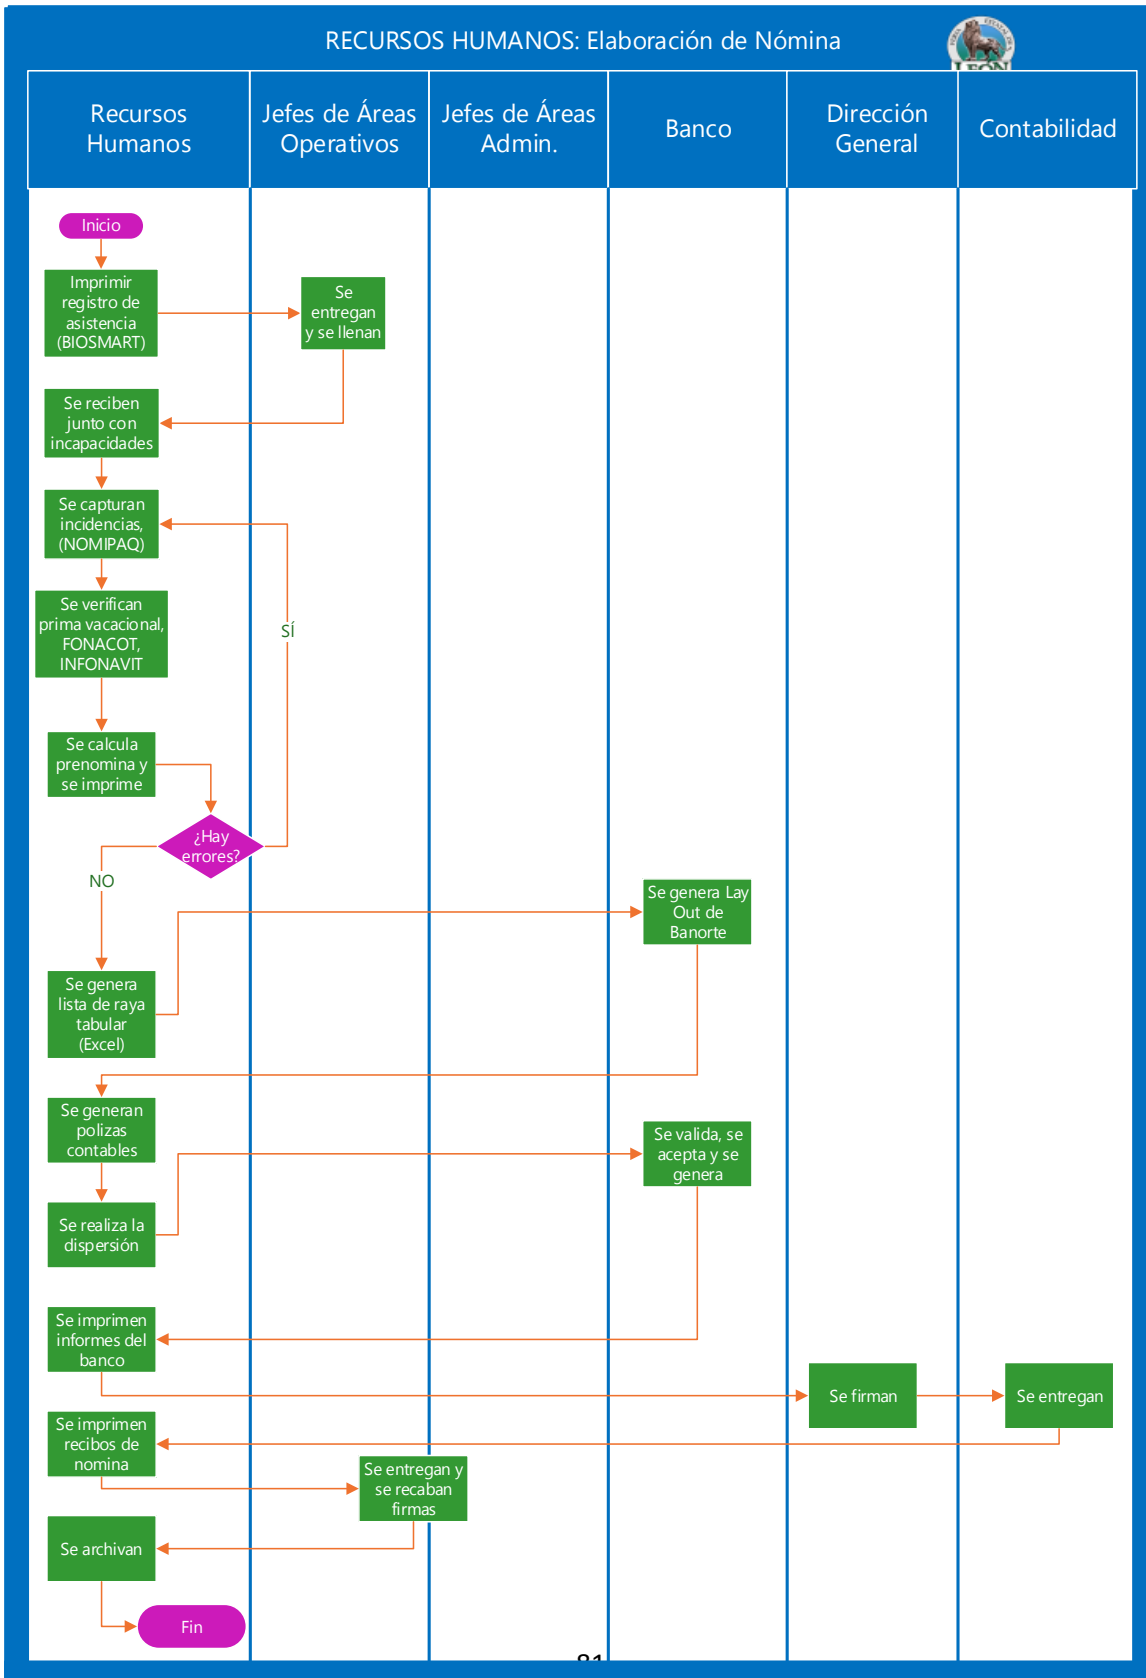 RECURSOS HUMANOS: Elaboración de Nómina
LEON
Recursos
Humanos
Jefes de Áreas
Operativos
Jefes de Áreas
Admin.
Banco
Dirección
General
Contabilidad
Inicio
Imprimir
registro de
asistencia
(BIOSMART)
Se
entregan
y se llenan
Se reciben
junto con
incapacidades
Se capturan
incidencias,
(NOMIPAQ)
Se verifican
prima vacacional,
FONACOT,
INFONAVIT
SÍ
Se calcula
prenomina y
se imprime
¿Hay
errores?
NO
Se genera Lay
Out de
Banorte
Se genera
lista de raya
tabular
(Excel)
Se generan
polizas
contables
Se valida, se
acepta y se
genera
Se realiza la
dispersión
Se imprimen
informes del
banco
Se firman
Se entregan
Se imprimen
recibos de
nomina
Se entregan y
se recaban
firmas
Se archivan
Fin
81